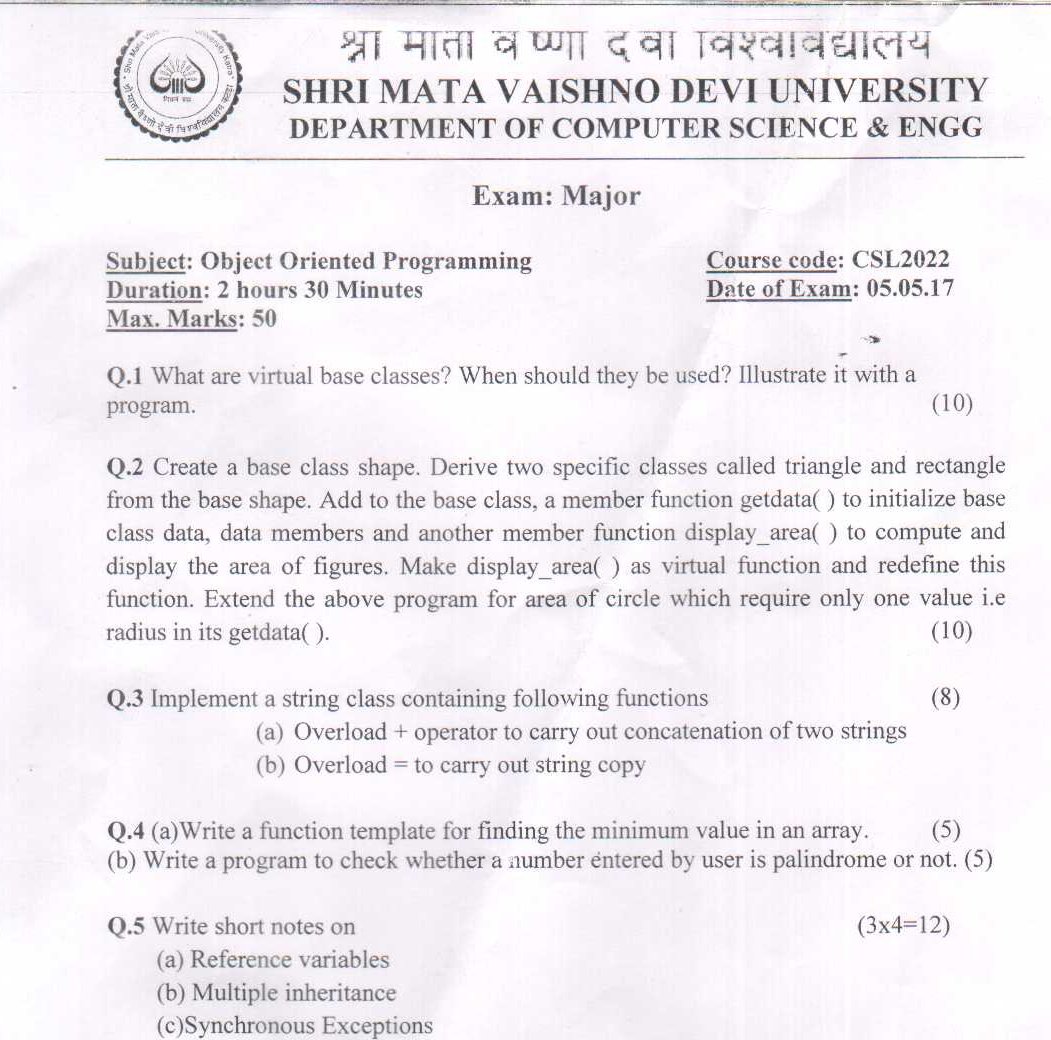 श्री माता वैष्णो देवी विश्वविद्यालय
SHRI MATA VAISHNO DEVI UNIVERSITY
DEPARTMENT OF COMPUTER SCIENCE & ENGG
Exam: Major
Subject: Object Oriented Programming Course code: CSL2022
Duration: 2 hours 30 Minutes Date of Exam: 05.05.17
Max. Marks: 50
Q.1 What are virtual base classes? When should they be used? Illustrate it with a
program. (10)
Q.2 Create a base class shape. Derive two specific classes called triangle and rectangle
from the base shape. Add to the base class, a member function getdata( ) to initialize base
class data, data members and another member function display_area( ) to compute and
display the area of figures. Make display_area( ) as virtual function and redefine this
function. Extend the above program for area of circle which require only one value i.e
radius in its getdata( ). (10)
Q.3 Implement a string class containing following functions (8)
(a) Overload + operator to carry out concatenation of two strings
(b) Overload = to carry out string copy
Q.4 (a)Write a function template for finding the minimum value in an array. (5)
(b) Write a program to check whether a number entered by user is palindrome or not. (5)
Q.5 Write short notes on (3x4=12)
(a) Reference variables
(b) Multiple inheritance
(c)Synchronous Exceptions